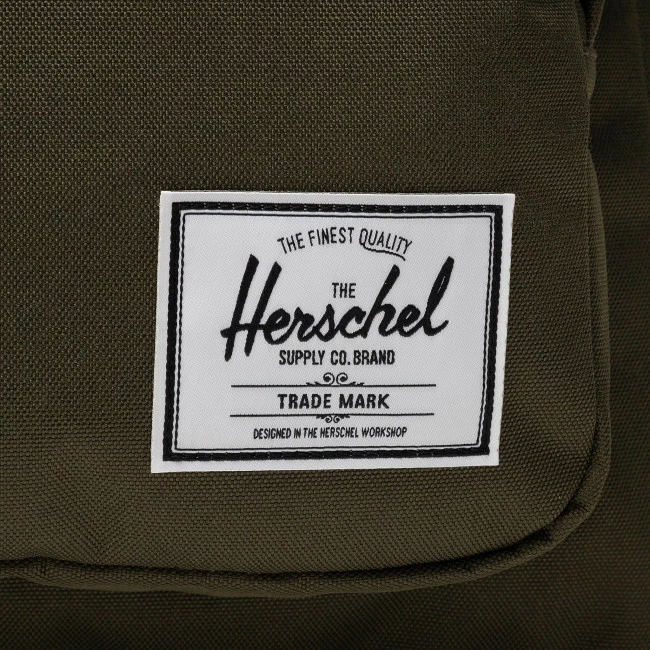 THE FINEST QUALITY
THE
Herschel
SUPPLY CO. BRAND
TRADE MARK
DESIGNED IN THE HERSCHEL WORKSHOP